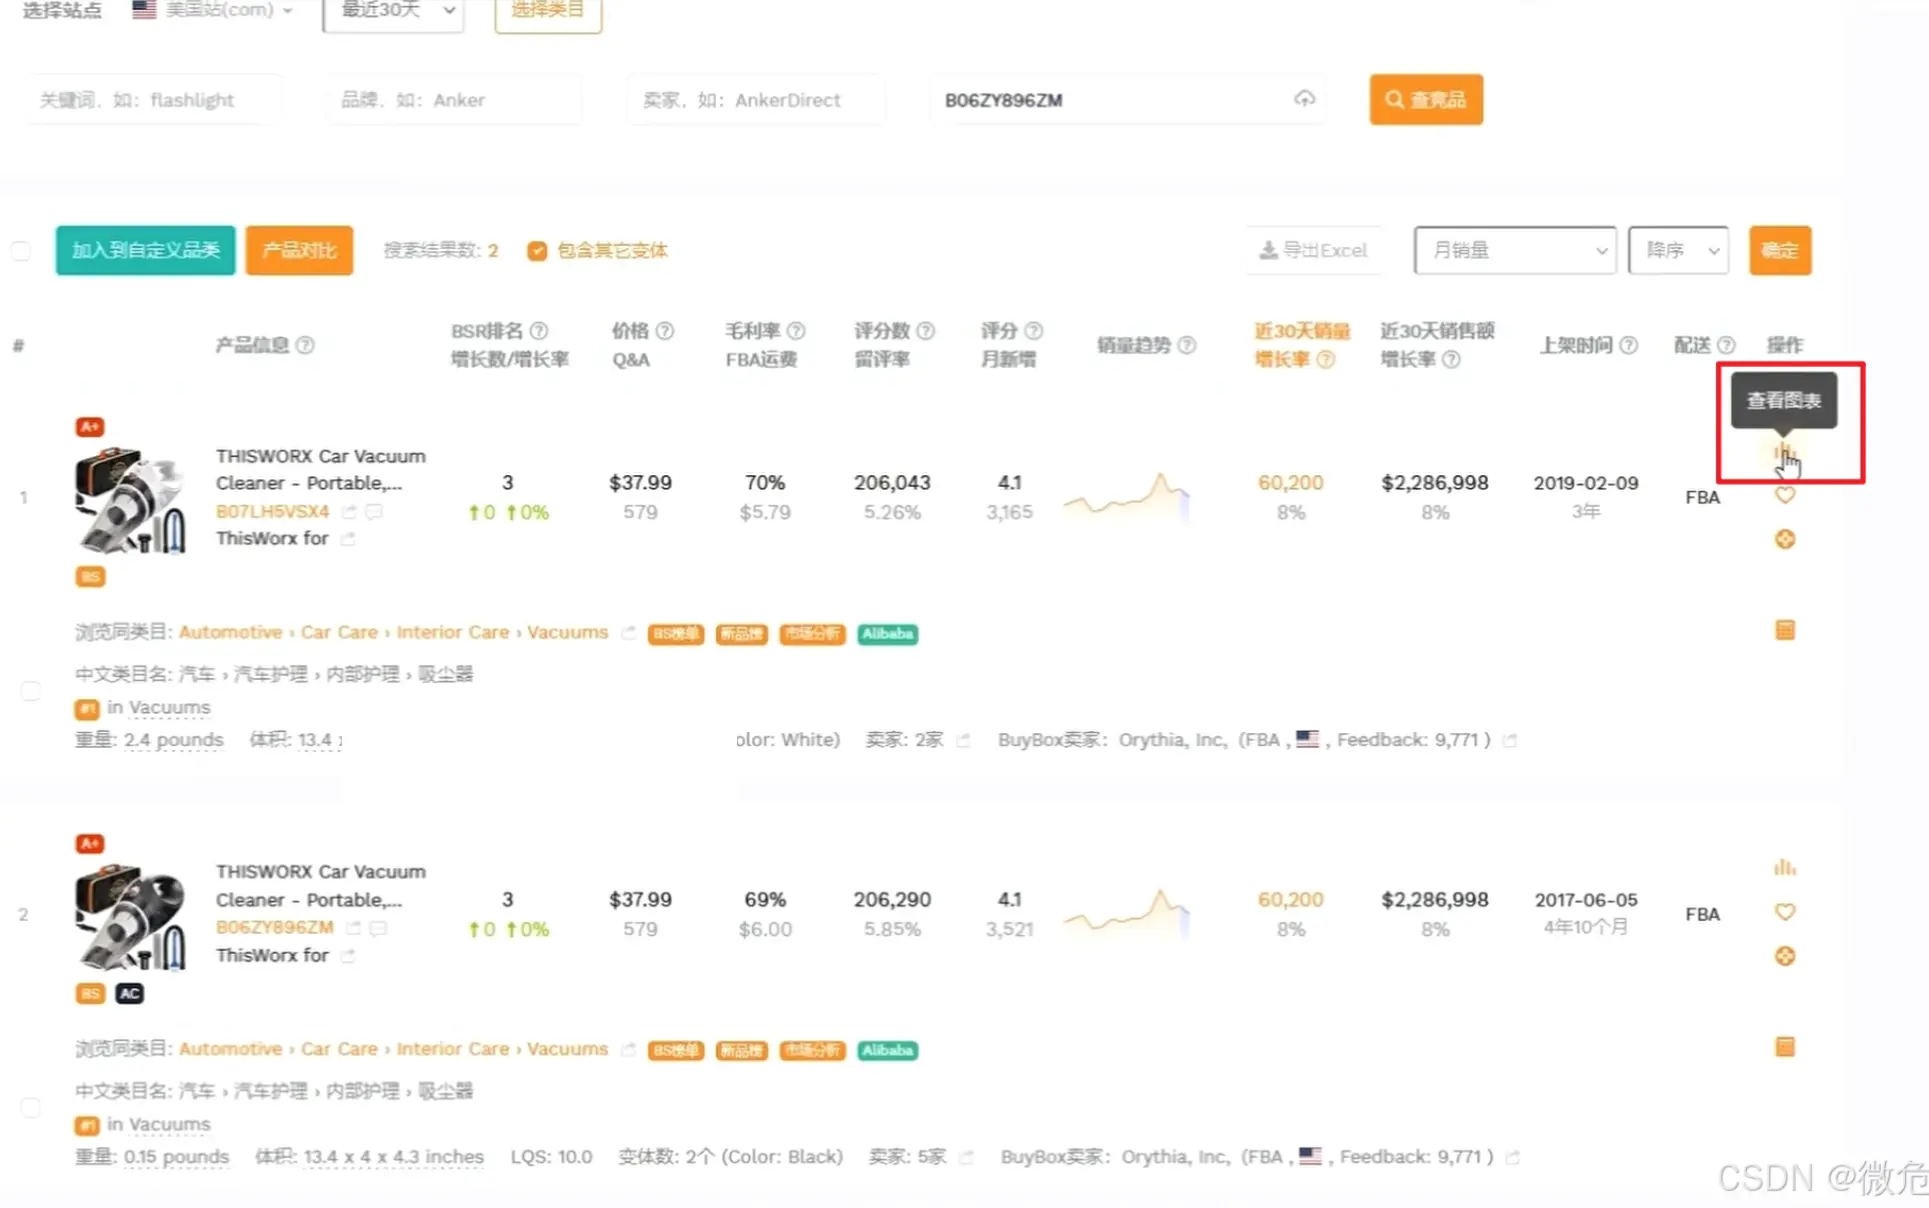 选择站点 美国站(com) 最近30天 选择类目
关键词，如：flashlight 品牌，如：Anker 卖家，如：AnkerDirect B06ZY896ZM 查竞品
加入到自定义品类 产品对比 搜索结果数: 2 包含其它变体 导出Excel 月销量 降序 确定
# 产品信息 BSR排名 价格 毛利率 评分数 评分 销量趋势 近30天销量 近30天销售额 上架时间 配送 操作
增长数/增长率 Q&A FBA运费 留评率 月新增 增长率 增长率
查看图表
A+
THISWORX Car Vacuum
Cleaner - Portable,... 3 $37.99 70% 206,043 4.1 60,200 $2,286,998 2019-02-09
1 FBA
B07LH5VSX4 ↑0 ↑0% 579 $5.79 5.26% 3,165 8% 8% 3年
ThisWorx for
BS
浏览同类目: Automotive › Car Care › Interior Care › Vacuums BS榜单 新品榜 市场分析 Alibaba
中文类目名: 汽车 › 汽车护理 › 内部护理 › 吸尘器
#1 in Vacuums
重量: 2.4 pounds 体积: 13.4 olor: White) 卖家: 2家 BuyBox卖家: Orythia, Inc, (FBA , , Feedback: 9,771 )
A+
THISWORX Car Vacuum
Cleaner - Portable,... 3 $37.99 69% 206,290 4.1 60,200 $2,286,998 2017-06-05
2 FBA
B06ZY896ZM ↑0 ↑0% 579 $6.00 5.85% 3,521 8% 8% 4年10个月
ThisWorx for
BS AC
浏览同类目: Automotive › Car Care › Interior Care › Vacuums BS榜单 新品榜 市场分析 Alibaba
中文类目名: 汽车 › 汽车护理 › 内部护理 › 吸尘器
#1 in Vacuums
重量: 0.15 pounds 体积: 13.4 x 4 x 4.3 inches LQS: 10.0 变体数: 2个 (Color: Black) 卖家: 5家 BuyBox卖家: Orythia, Inc, (FBA , , Feedback: 9,771 )
CSDN @微危